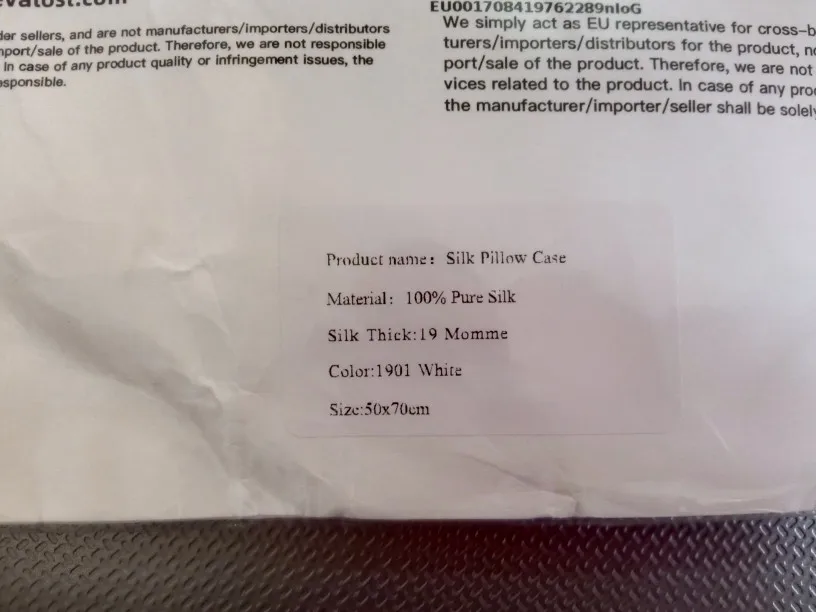 der sellers, and are not manufacturers/importers/distributors
port/sale of the product. Therefore, we are not responsible
In case of any product quality or infringement issues, the
sponsible.
EU001708419762289nloG
We simply act as EU representative for cross-b
turers/importers/distributors for the product, no
port/sale of the product. Therefore, we are not
vices related to the product. In case of any pro
the manufacturer/importer/seller shall be solely
Product name: Silk Pillow Case
Material: 100% Pure Silk
Silk Thick:19 Momme
Color:1901 White
Size:50x70cm